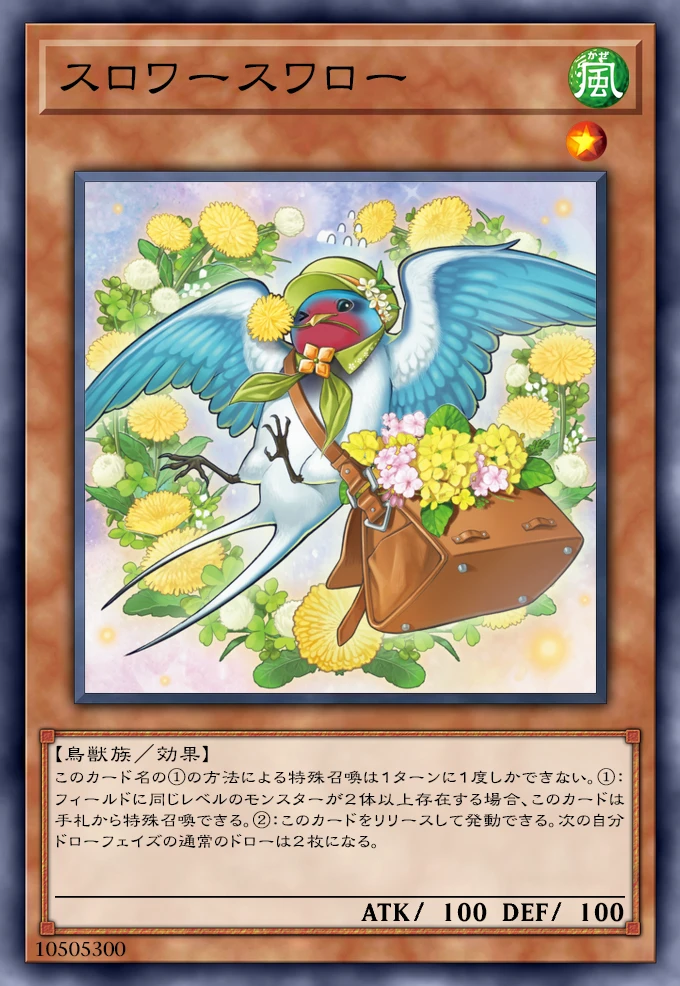 スロワースワロー
かぜ
風
【鳥獣族／効果】
このカード名の①の方法による特殊召喚は１ターンに１度しかできない。①：
フィールドに同じレベルのモンスターが２体以上存在する場合、このカードは
手札から特殊召喚できる。②：このカードをリリースして発動できる。次の自分
ドローフェイズの通常のドローは２枚になる。
ATK/ 100 DEF/ 100
10505300